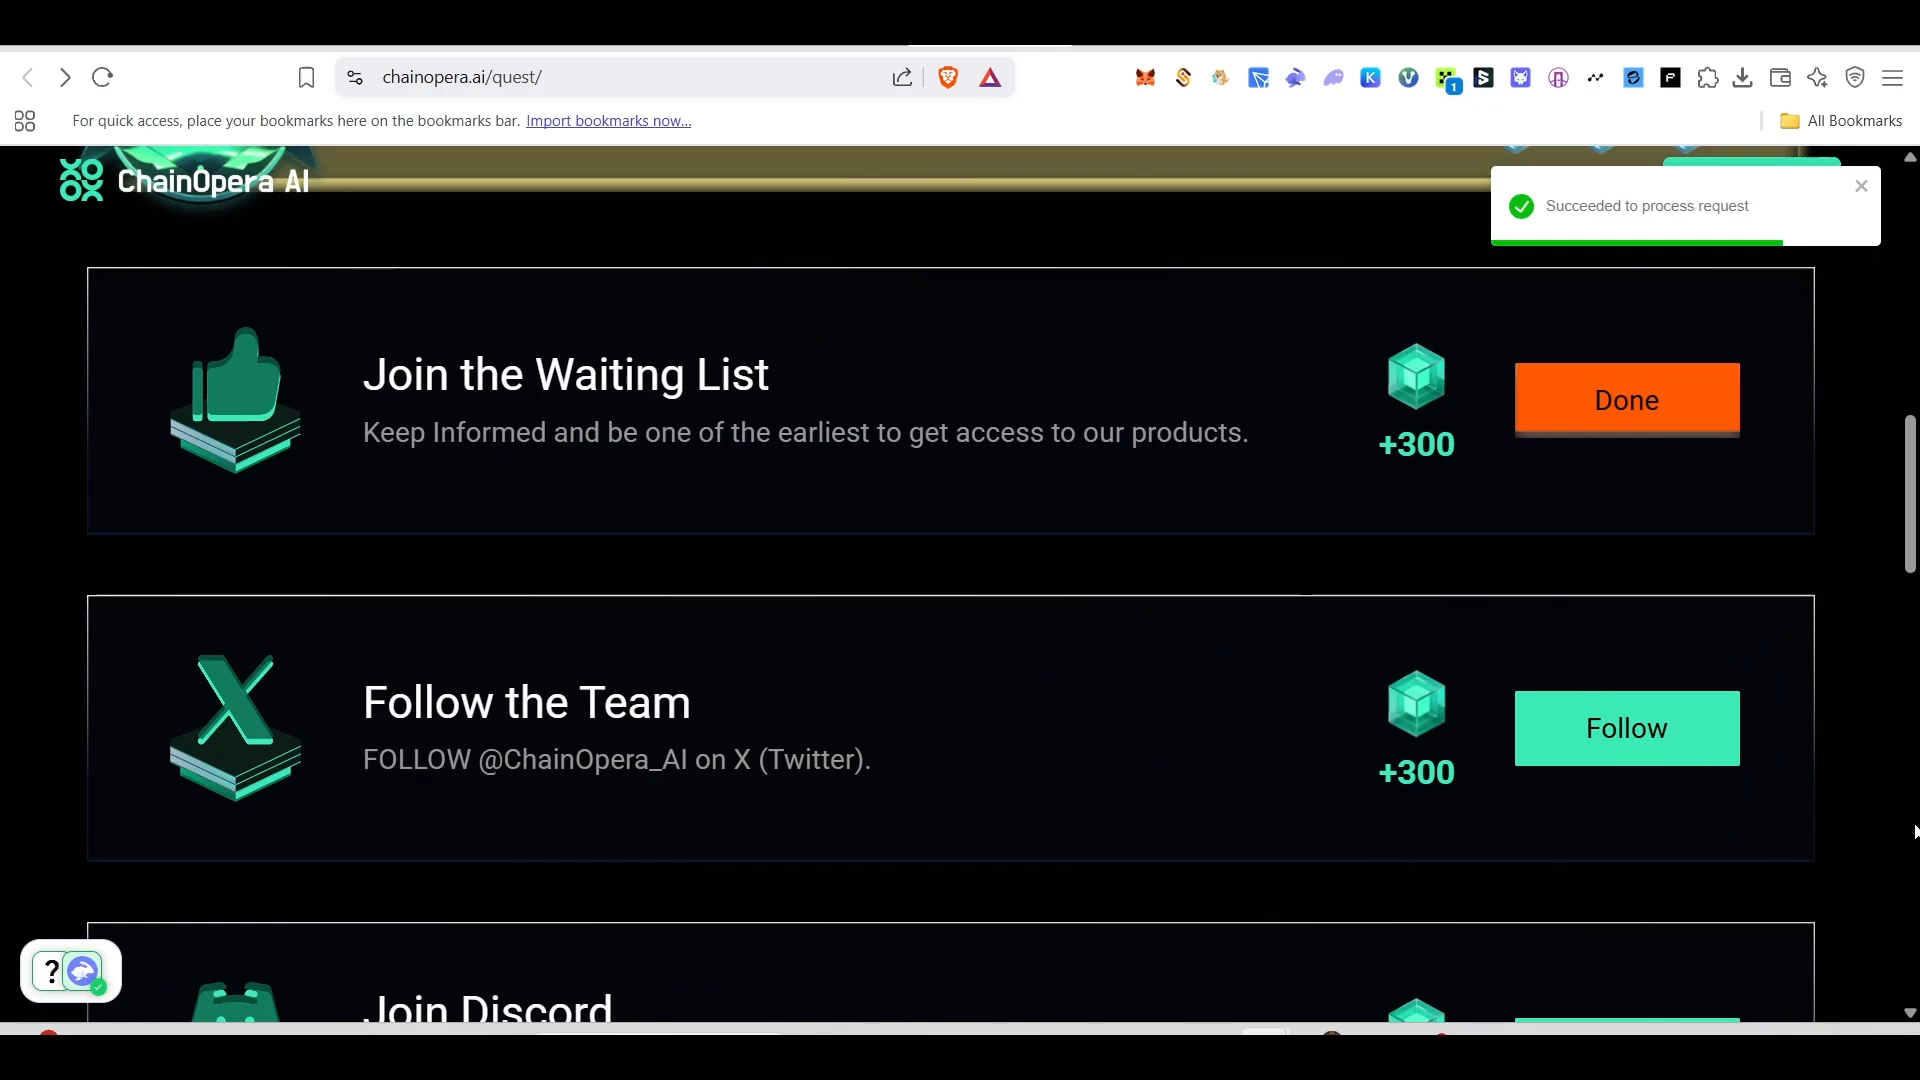 chainopera.ai/quest/
1
For quick access, place your bookmarks here on the bookmarks bar. Import bookmarks now...
All Bookmarks
ChainOpera AI
Succeeded to process request
Join the Waiting List
Keep Informed and be one of the earliest to get access to our products.
+300
Done
Follow the Team
FOLLOW @ChainOpera_AI on X (Twitter).
+300
Follow
?
Join Discord